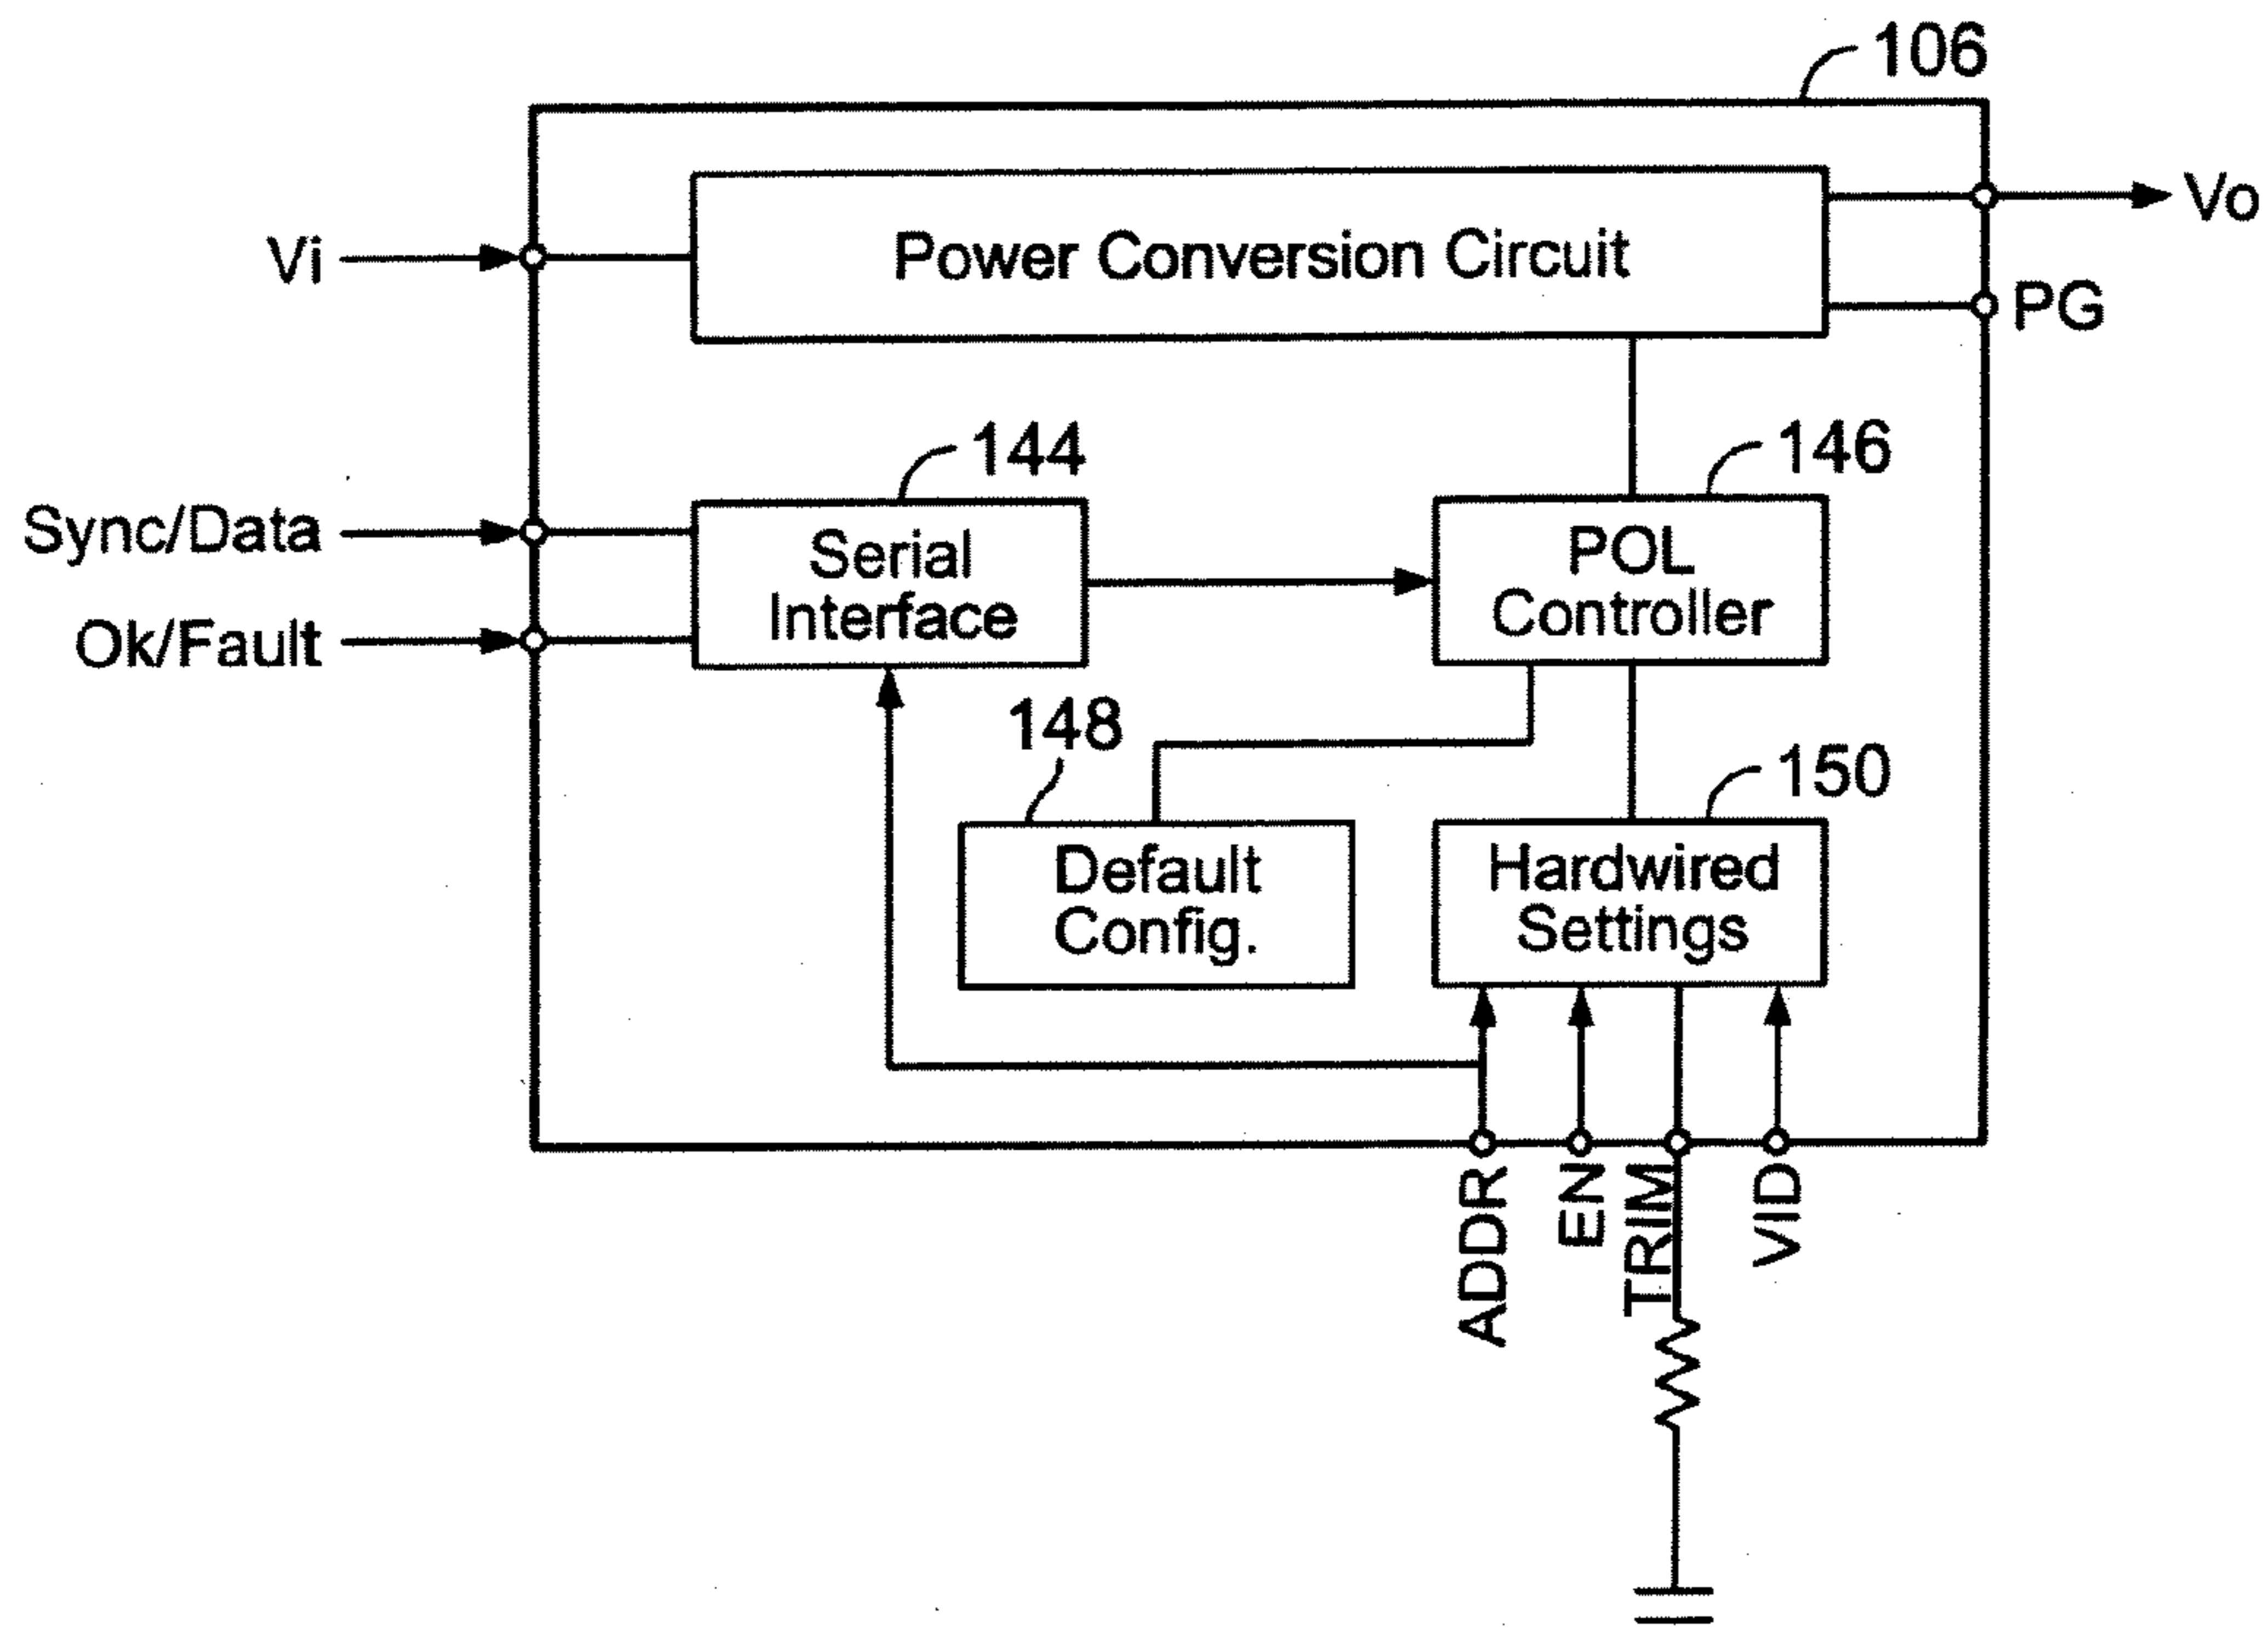 106
Power Conversion Circuit
Vi
Vo
PG
144
146
Sync/Data
Ok/Fault
Serial
Interface
POL
Controller
148
150
Default
Config.
Hardwired
Settings
ADDR
EN
TRIM
VID